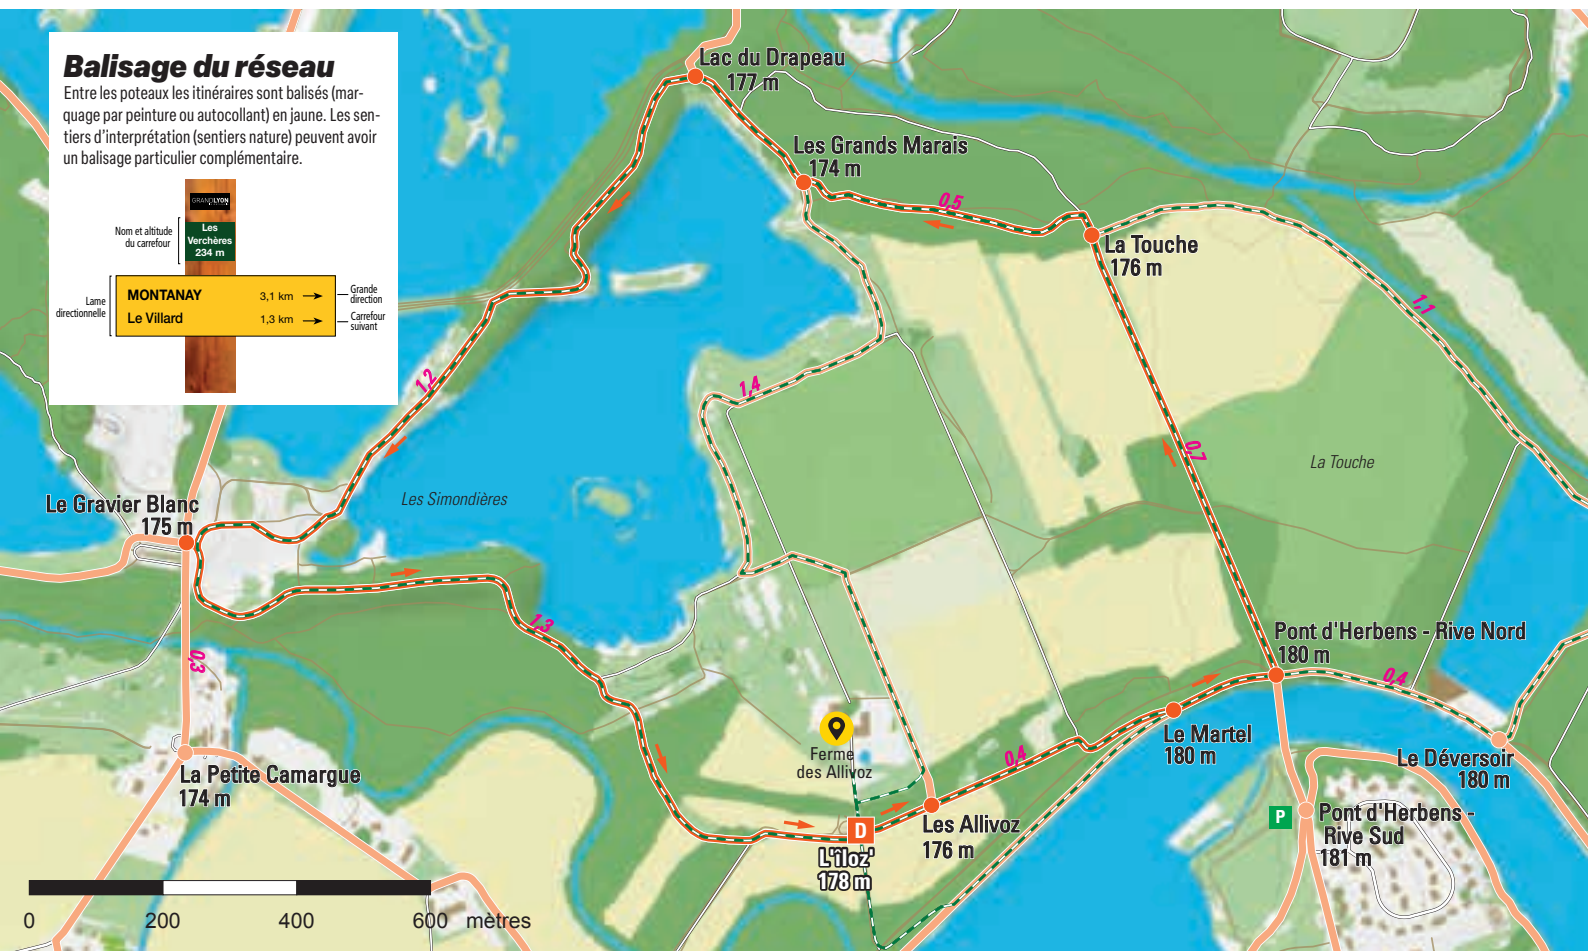 Balisage du réseau
Entre les poteaux les itinéraires sont balisés (mar-
quage par peinture ou autocollant) en jaune. Les sen-
tiers d'interprétation (sentiers nature) peuvent avoir
un balisage particulier complémentaire.
GRANDLYON
Nom et altitude
du carrefour
Les
Verchères
234 m
Lame
directionnelle
MONTANAY 3,1 km
Le Villard 1,3 km
Grande
direction
Carrefour
suivant
Lac du Drapeau
177 m
Les Grands Marais
174 m
0,5
La Touche
176 m
1,1
1,2
1,4
0,7
La Touche
Les Simondières
Le Gravier Blanc
175 m
1,3
0,3
Pont d'Herbens - Rive Nord
180 m
0,4
Le Martel
180 m
Le Déversoir
180 m
Ferme
des Allivoz
0,4
La Petite Camargue
174 m
D
L'îloz'
178 m
Les Allivoz
176 m
P
Pont d'Herbens -
Rive Sud
181 m
0 200 400 600 mètres